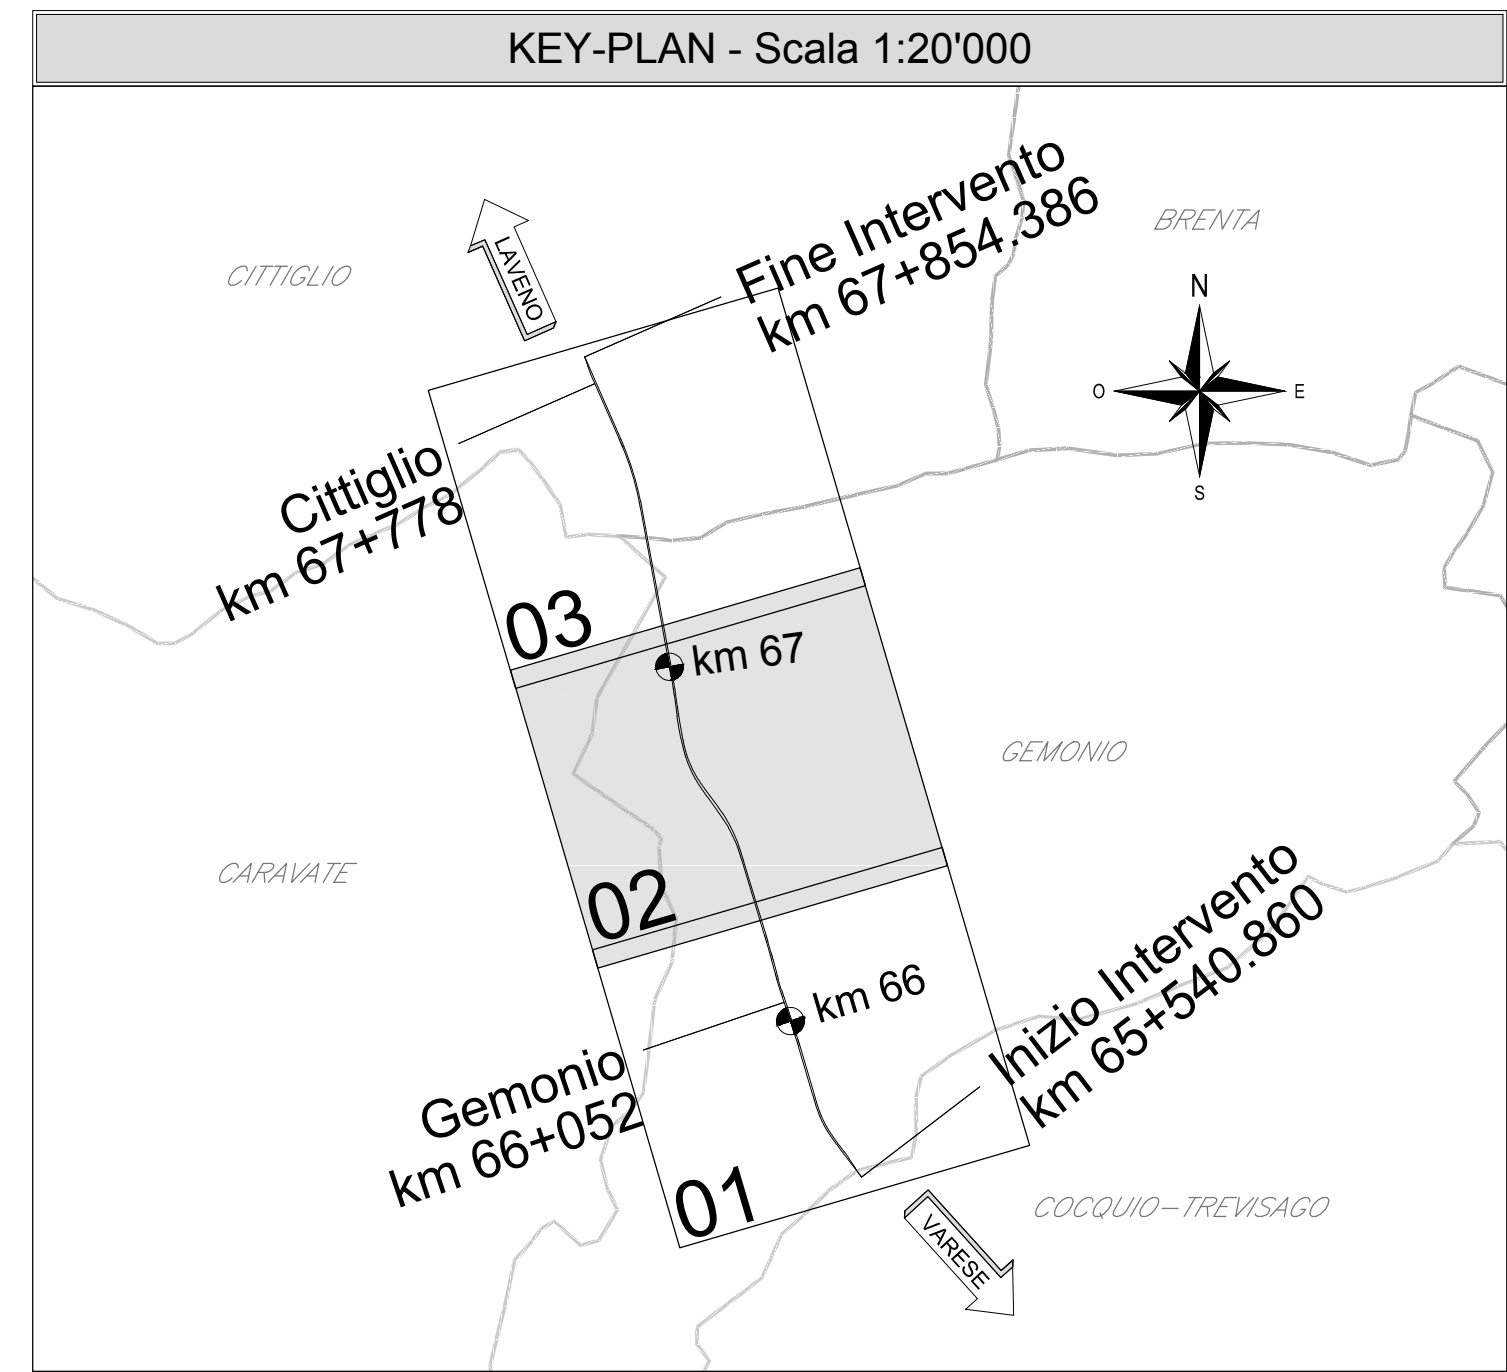 KEY-PLAN - Scala 1:20'000
Fine Intervento
km 67+854.386
BRENTA
LAVENO
CITTIGLIO
N
O
E
S
Cittiglio
km 67+778
03
km 67
GEMONIO
CARAVATE
02
Inizio Intervento
km 65+540.860
km 66
Gemonio
km 66+052
01
COCQUIO-TREVISAGO
VARESE